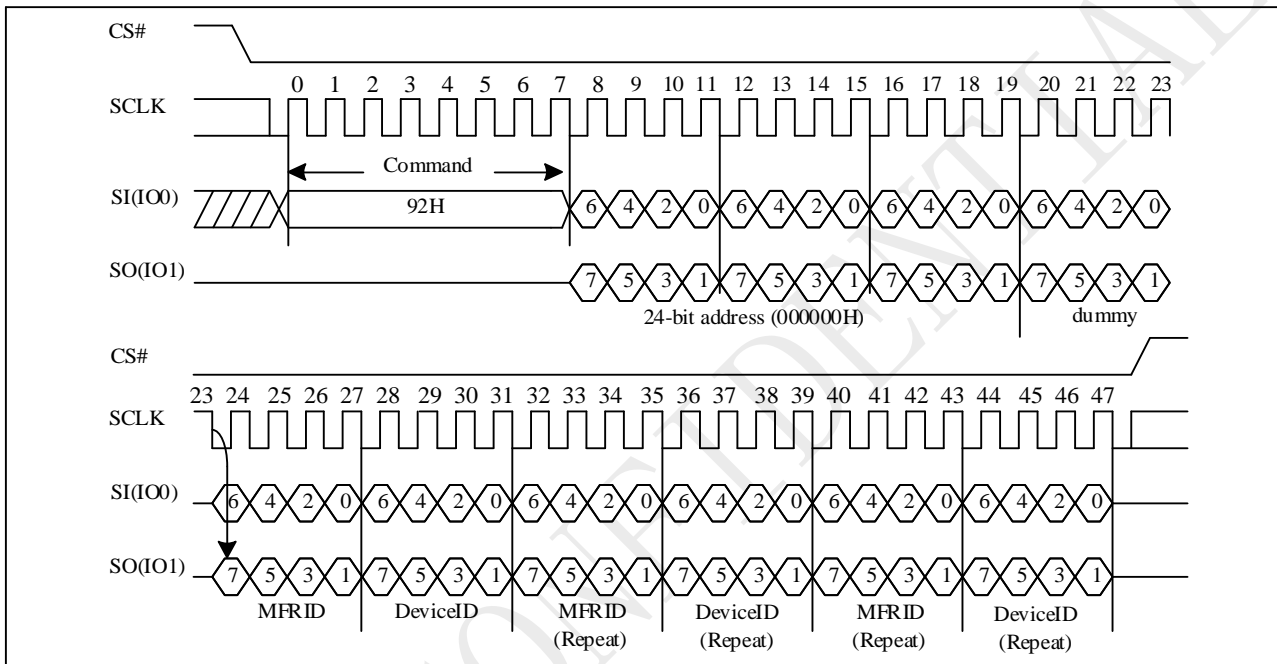 CS#
0 1 2 3 4 5 6 7 8 9 10 11 12 13 14 15 16 17 18 19 20 21 22 23
SCLK
Command
SI(IO0)
92H
6 4 2 0 6 4 2 0 6 4 2 0 6 4 2 0
SO(IO1)
7 5 3 1 7 5 3 1 7 5 3 1 7 5 3 1
24-bit address (000000H)
dummy
CS#
23 24 25 26 27 28 29 30 31 32 33 34 35 36 37 38 39 40 41 42 43 44 45 46 47
SCLK
SI(IO0)
6 4 2 0 6 4 2 0 6 4 2 0 6 4 2 0 6 4 2 0 6 4 2 0
SO(IO1)
7 5 3 1 7 5 3 1 7 5 3 1 7 5 3 1 7 5 3 1 7 5 3 1
MFRID DeviceID MFRID DeviceID MFRID DeviceID
(Repeat) (Repeat) (Repeat) (Repeat)
ONFIDENTIAL